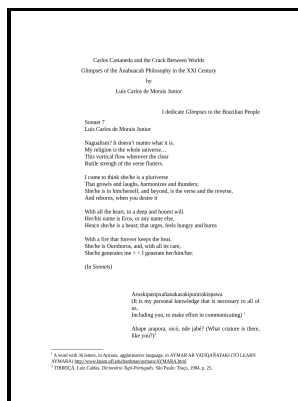 Carlos Castaneda and the Crack Between Worlds
Glimpses of the Ãnahuacah Philosophy in the XXI Century
by
Luis Carlos de Morais Junior
I dedicate Glimpses to the Brazilian People
Sonnet 7
Luis Carlos de Morais Junior
Nagualism? It doesn't matter what it is.
My religion is the whole universe…
This vortical flow wherever the clear
Rutile strengh of the verse flutters.
I come to think she/he is a pluriverse
That growls and laughs, harmonizes and thunders;
She/he is in him/herself, and beyond, is the verse and the reverse,
And reborns, when you desire it
With all the heart, in a deep and honest will.
Her/his name is Eros, or any else,
Hence she/he is a beast; that urges, feels hungry and burns
With a fire that forever keeps the beat.
She/he is Ouroboros, and, with all its care,
She/he generates me > < I generate her/him/her.
(In Sonnets)
Aruskipasipxañanakasakipunirakispawa
(It is my personal knowledge that is necessary to all of
us,
Including you, to make effort in communicating) 1
Abape arapora, oicó, nde jabé? (What creature is there,
like you?)2
1 A word with 36 letters, in Aymara, agglutinative language, in AYMAR AR YATIQAÑATAKI (TO LEARN
AYMARA) http://www.latam.ufl.edu/hardman/aymara/AYMARA.html
2 TIBIRIÇÁ, Luiz Caldas. Dicionário Tupi-Português. São Paulo: Traço, 1984, p. 25.